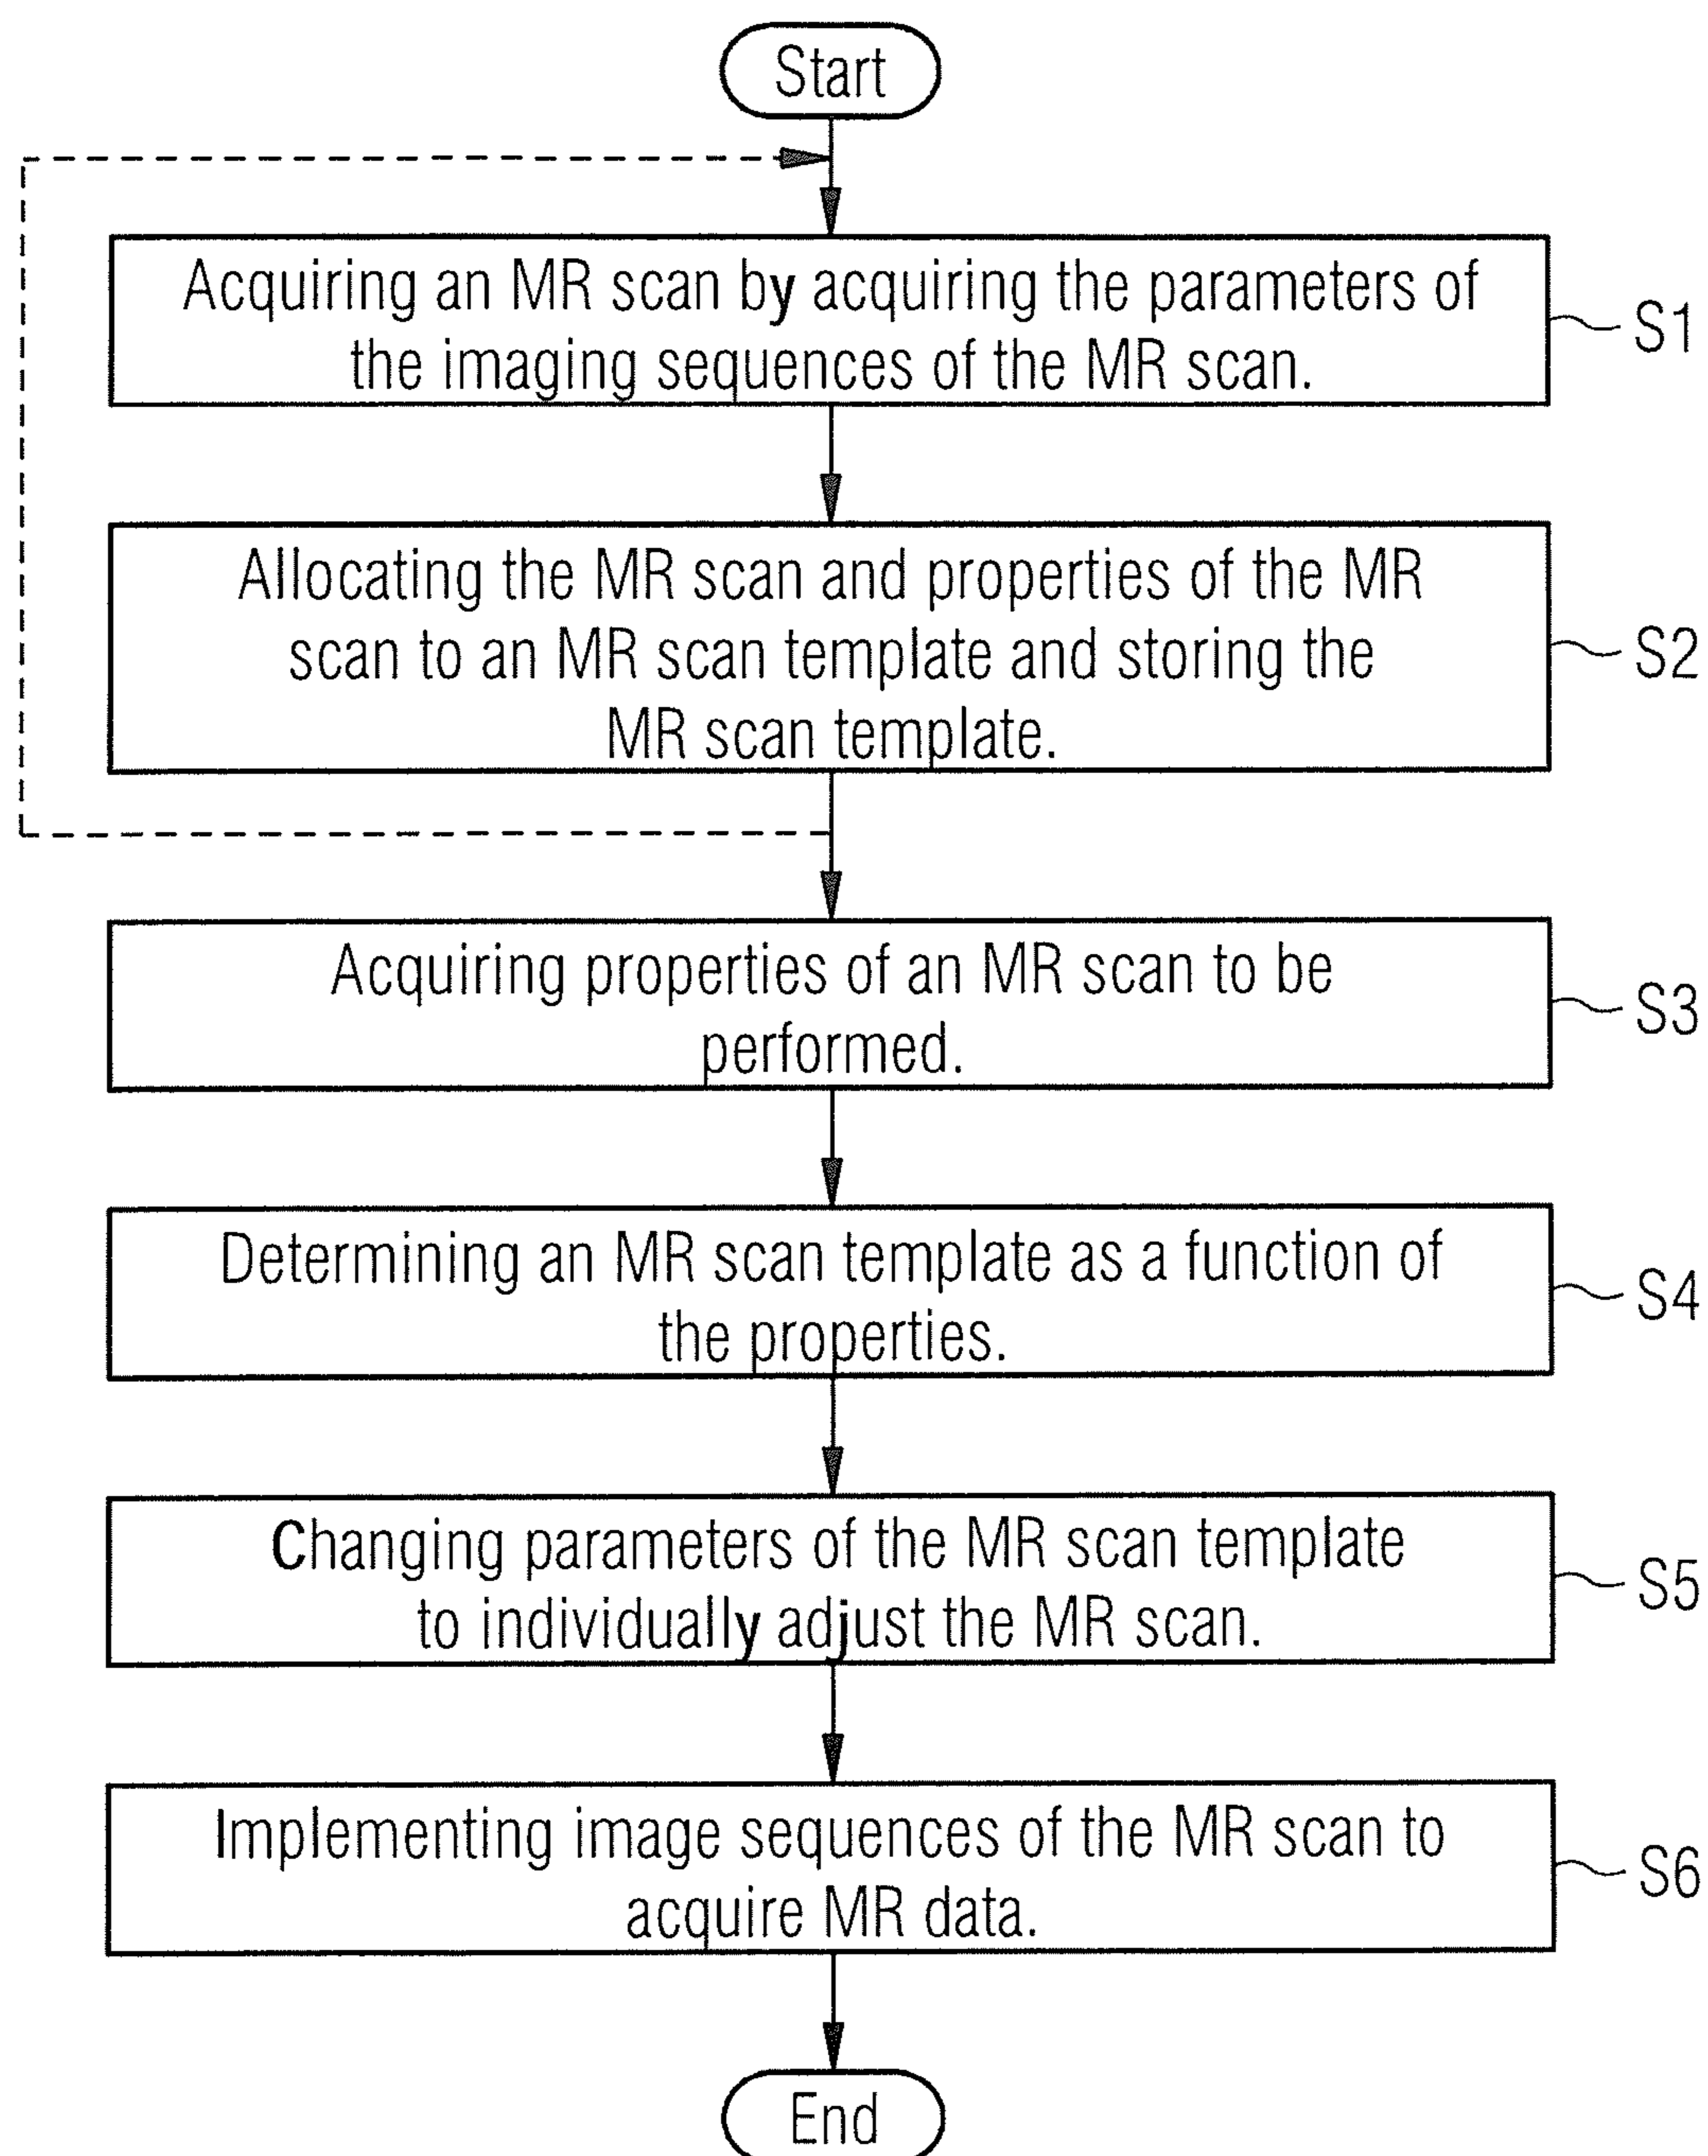 Start
Acquiring an MR scan by acquiring the parameters of
the imaging sequences of the MR scan.
S1
Allocating the MR scan and properties of the MR
scan to an MR scan template and storing the
MR scan template.
S2
Acquiring properties of an MR scan to be
performed.
S3
Determining an MR scan template as a function of
the properties.
S4
Changing parameters of the MR scan template
to individually adjust the MR scan.
S5
Implementing image sequences of the MR scan to
acquire MR data.
S6
End